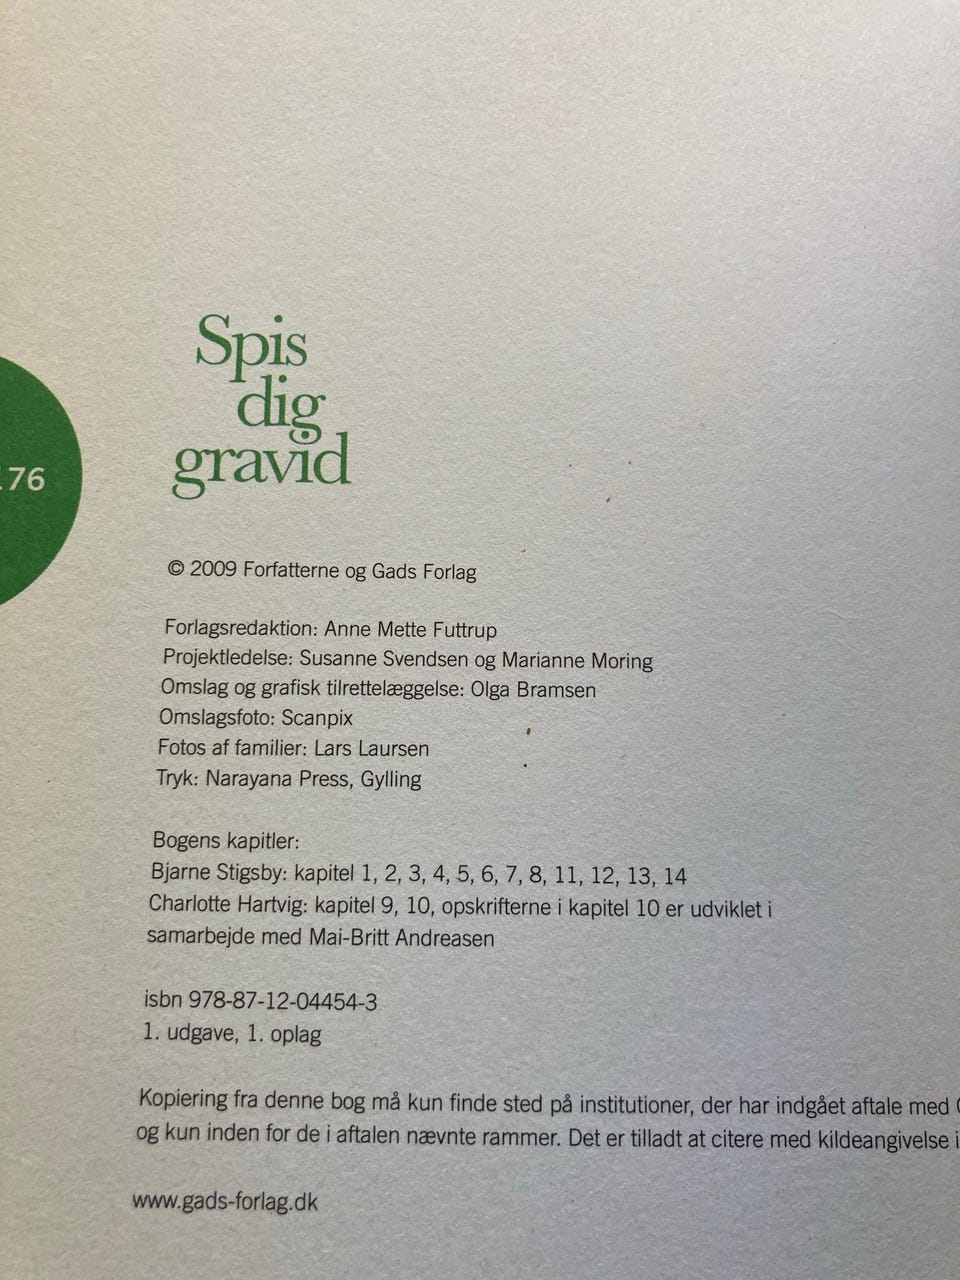 Spis
dig
gravid
176
© 2009 Forfatterne og Gads Forlag
Forlagsredaktion: Anne Mette Futtrup
Projektledelse: Susanne Svendsen og Marianne Moring
Omslag og grafisk tilrettelæggelse: Olga Bramsen
Omslagsfoto: Scanpix
Fotos af familier: Lars Laursen
Tryk: Narayana Press, Gylling
Bogens kapitler:
Bjarne Stigsby: kapitel 1, 2, 3, 4, 5, 6, 7, 8, 11, 12, 13, 14
Charlotte Hartvig: kapitel 9, 10, opskrifterne i kapitel 10 er udviklet i
samarbejde med Mai-Britt Andreasen
isbn 978-87-12-04454-3
1. udgave, 1. oplag
Kopiering fra denne bog må kun finde sted på institutioner, der har indgået aftale med
og kun inden for de i aftalen nævnte rammer. Det er tilladt at citere med kildeangivelse i
www.gads-forlag.dk